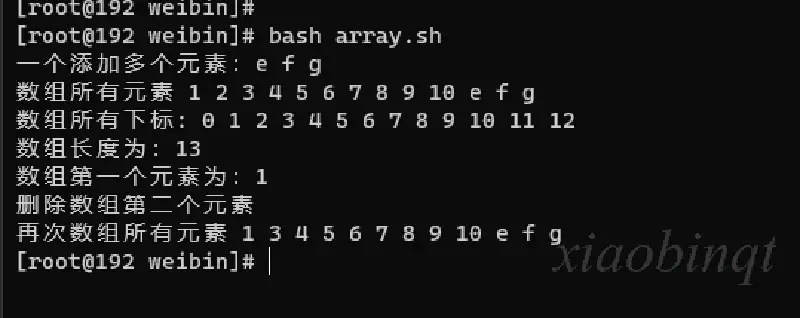 [root@192 weibin]#
[root@192 weibin]# bash array.sh
一个添加多个元素: e f g
数组所有元素 1 2 3 4 5 6 7 8 9 10 e f g
数组所有下标: 0 1 2 3 4 5 6 7 8 9 10 11 12
数组长度为: 13
数组第一个元素为: 1
删除数组第二个元素
再次数组所有元素 1 3 4 5 6 7 8 9 10 e f g
[root@192 weibin]#
xiaobinqt